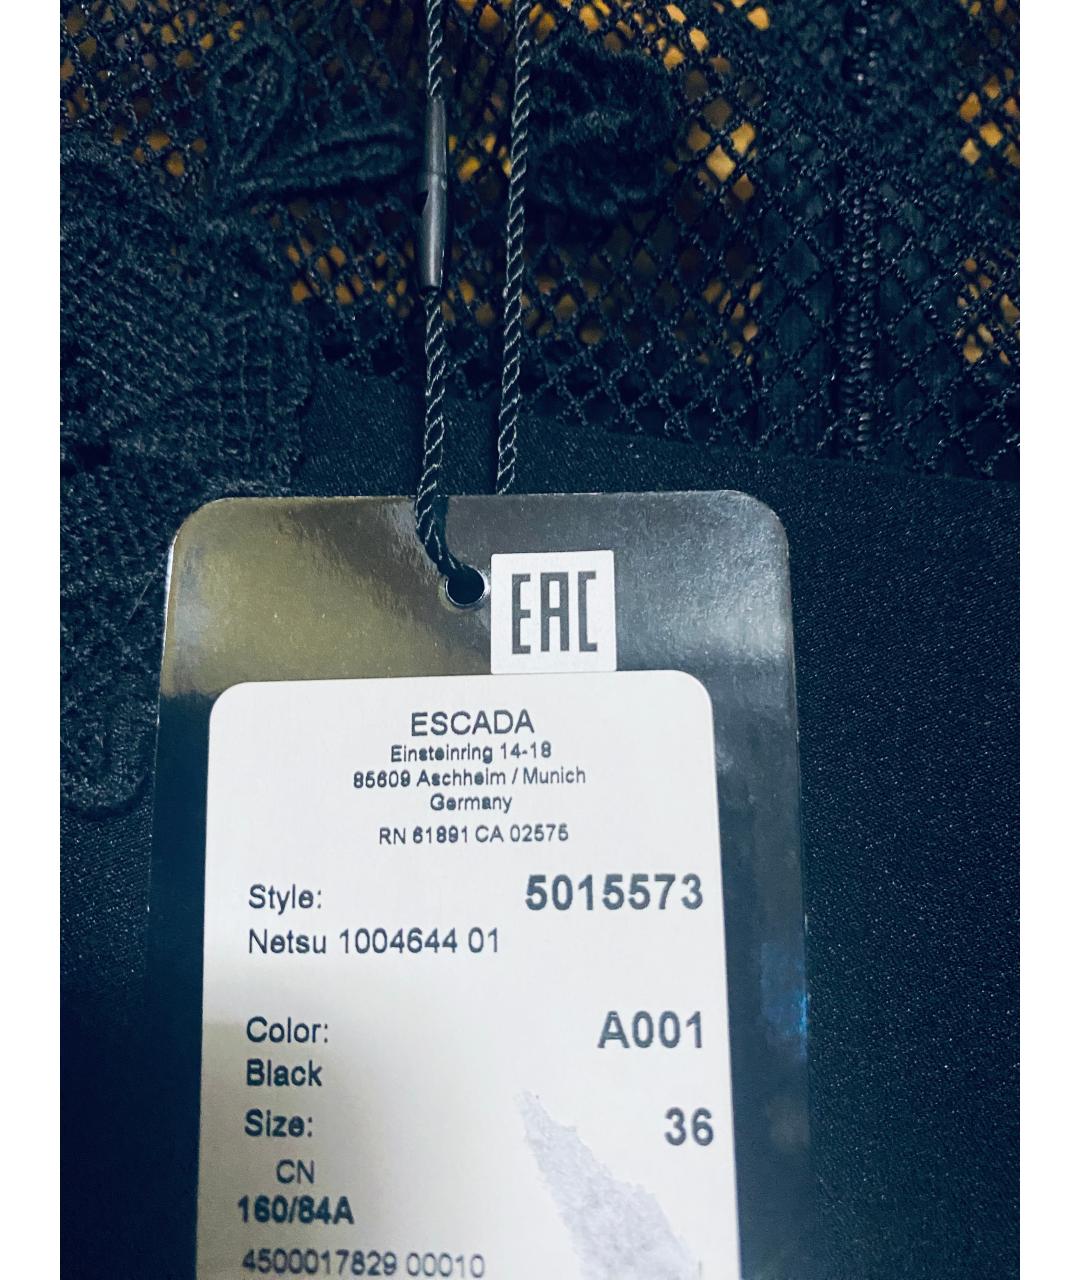 EAC
ESCADA
Einsteinring 14-18
85609 Aschheim / Munich
Germany
RN 61891 CA 02575
Style: 5015573
Netsu 1004644 01
Color: A001
Black
Size: 36
CN
160/84A
4500017829 00010